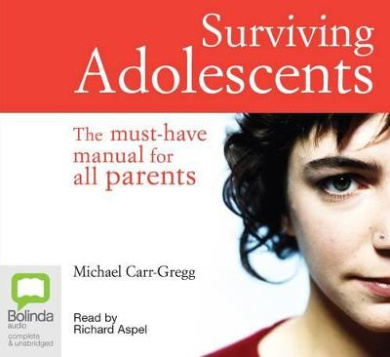 Surviving
Adolescents
The must-have
manual for
all parents
Michael Carr-Gregg
Read by
Richard Aspel
Bolinda
audio
complete
& unabridged